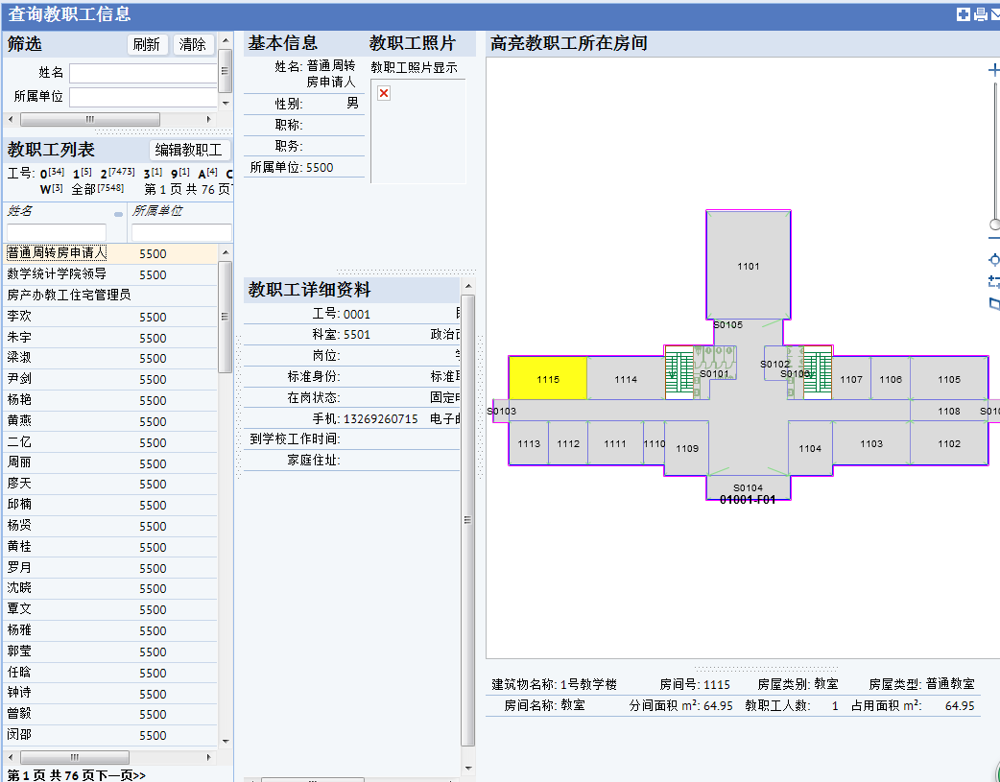 查询教职工信息
筛选 刷新 清除
姓名
所属单位
教职工列表 编辑教职工
工号: 0[34] 1[5] 2[7473] 3[1] 9[1] A[4] C
W[3] 全部[7548] 第 1 页 共 76 页
姓名 所属单位
普通周转房申请人 5500
数学统计学院领导 5500
房产办教工住宅管理员
李欢 5500
朱宇 5500
梁淑 5500
尹剑 5500
杨艳 5500
黄燕 5500
二亿 5500
周丽 5500
廖天 5500
邱楠 5500
杨贤 5500
黄桂 5500
罗月 5500
沈晓 5500
覃文 5500
杨雅 5500
郭莹 5500
任晗 5500
钟诗 5500
曾毅 5500
闵邵 5500
第 1 页 共 76 页下一页>>
基本信息
姓名: 普通周转
房申请人
性别: 男
职称:
职务:
所属单位: 5500
教职工照片
教职工照片显示
教职工详细资料
工号: 0001
科室: 5501 政治
岗位:
标准身份: 标准
在岗状态: 固定
手机: 13269260715 电子
到学校工作时间:
家庭住址:
高亮教职工所在房间
1101
S0105
S0102
S0101
1115 1114 1107 1106 1105
S0103 1108
1113 1112 1111 1110 1109 1104 1103 1102
S0104
01001-F01
建筑物名称: 1号教学楼 房间号: 1115 房屋类别: 教室 房屋类型: 普通教室
房间名称: 教室 分间面积 m²: 64.95 教职工人数: 1 占用面积 m²: 64.95